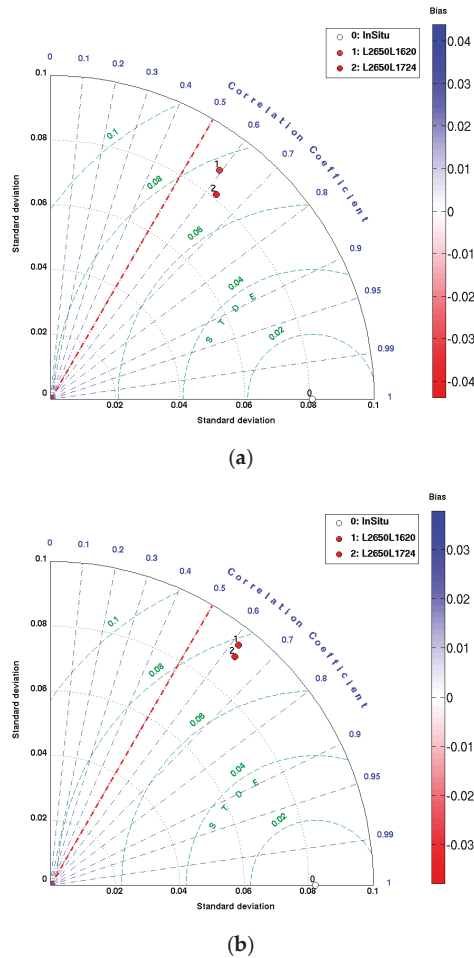 Bias
0: InSitu
1: L2650L1620
2: L2650L1724
0.04
0.03
0.02
0.01
0
-0.01
-0.02
-0.03
-0.04
0 0.1 0.2 0.3 0.4 0.5 0.6 0.7 0.8 0.9 0.95 0.99 1
Correlation Coefficient
0.1
0.08
0.06
0.04
0.02
0
Standard deviation
0.1 0.08 0.06 0.04 0.02
STDE
1
2
0
0.02 0.04 0.06 0.08 0.1
Standard deviation
(a)
Bias
0: InSitu
1: L2650L1620
2: L2650L1724
0.03
0.02
0.01
0
-0.01
-0.02
-0.03
0 0.1 0.2 0.3 0.4 0.5 0.6 0.7 0.8 0.9 0.95 0.99 1
Correlation Coefficient
0.1
0.08
0.06
0.04
0.02
0
Standard deviation
0.1 0.08 0.06 0.04 0.02
STDE
1
2
0
0.02 0.04 0.06 0.08 0.1
Standard deviation
(b)